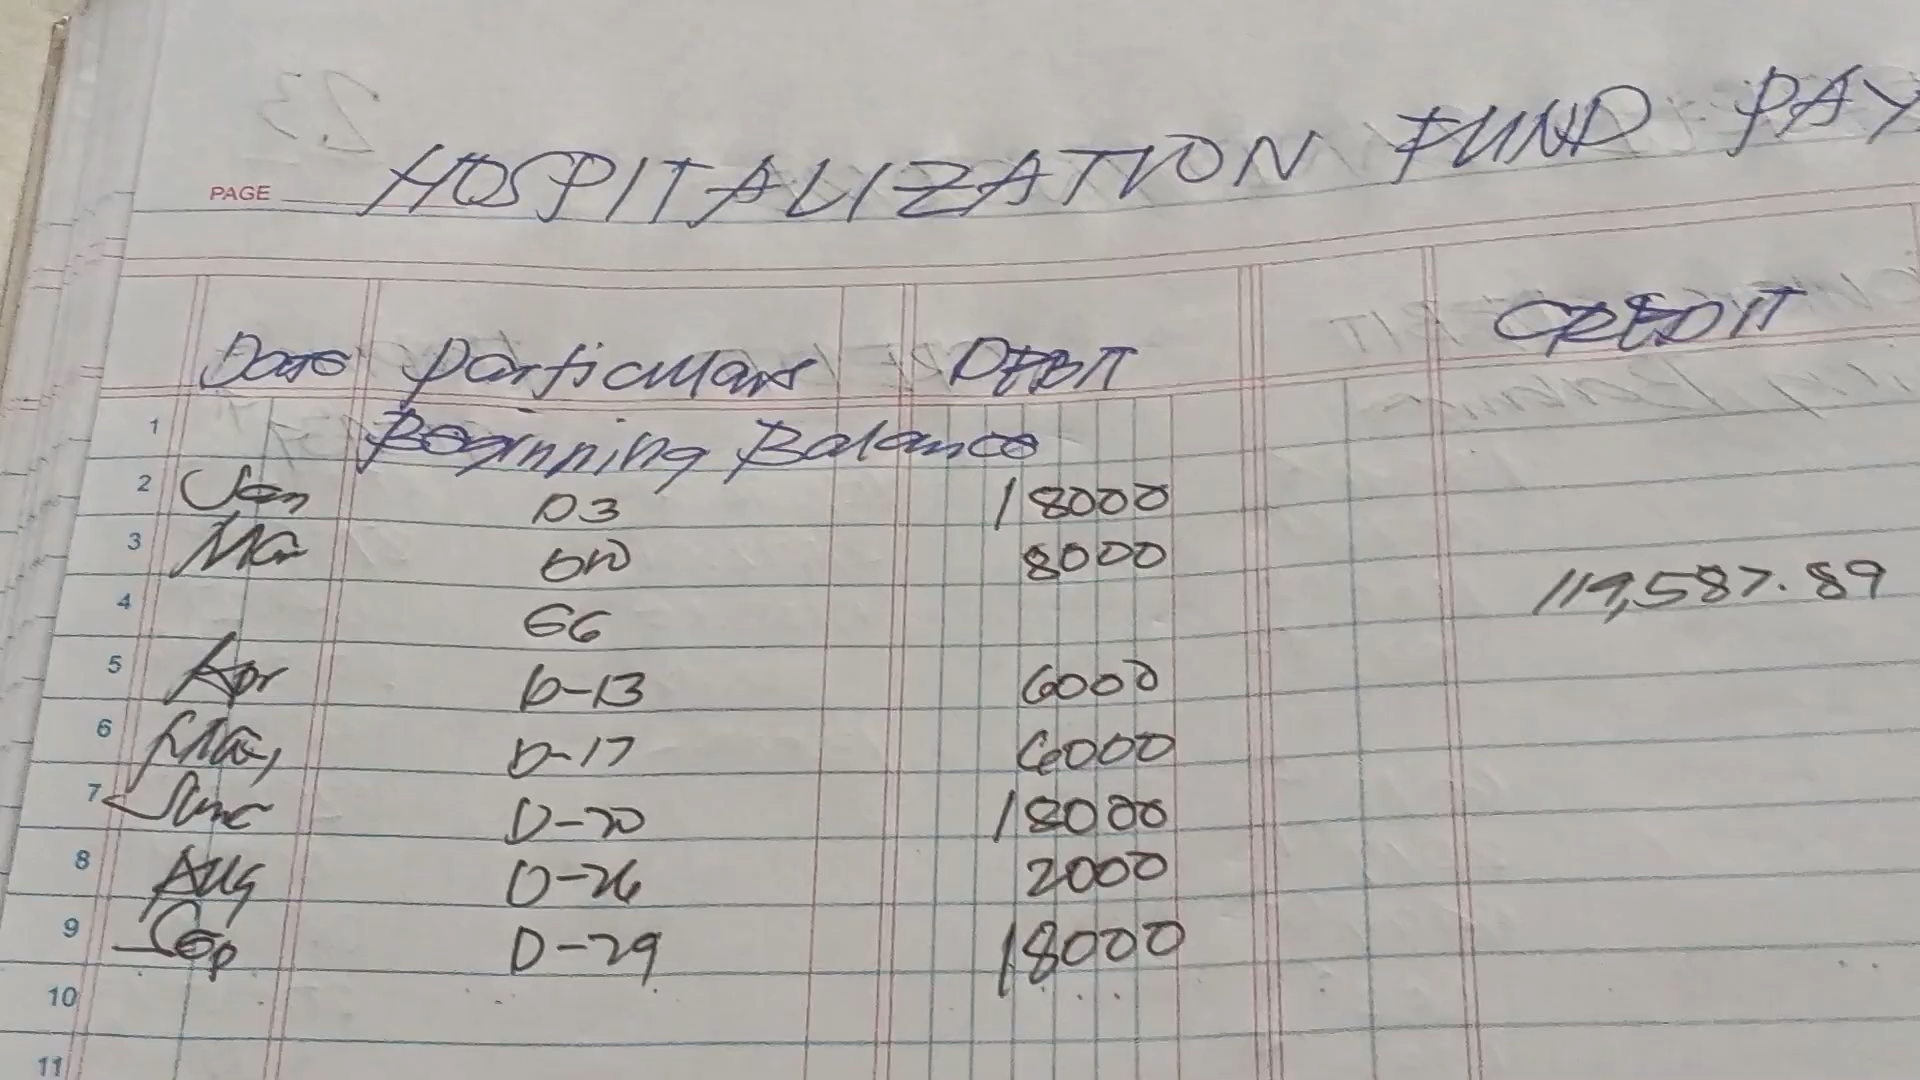 PAGE HOSPITALIZATION FUND PAY
Date Particulars DEBIT CREDIT
1 Beginning Balance
2 Jan D3 18000
3 Mar D10 8000
4 G6 119,587.89
5 Apr D-13 6000
6 May D-17 6000
7 June D-20 18000
8 Aug D-26 2000
9 Sep D-29 18000
10
11